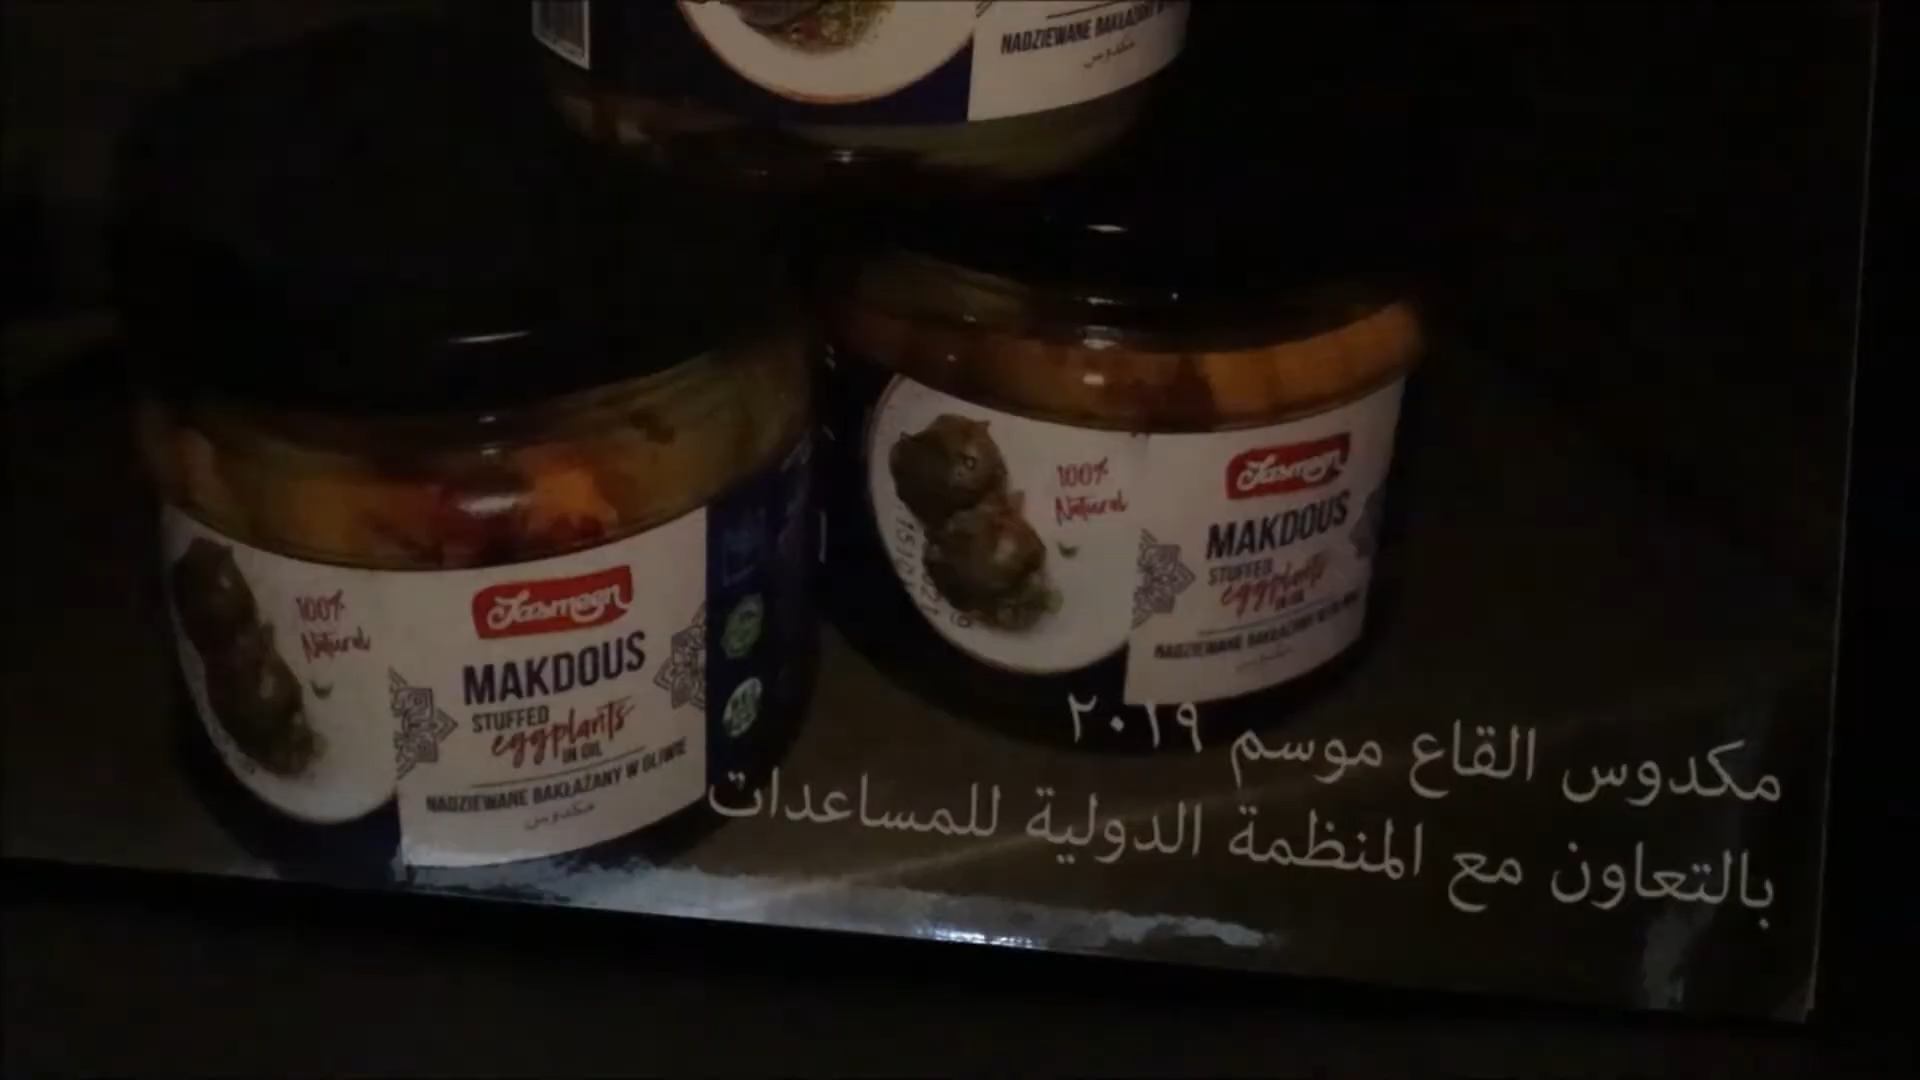 NADZIEWANE BAKŁAŻANY
مكدوس
100%
Natural
Jasmeen
MAKDOUS
STUFFED
eggplants
IN OIL
NADZIEWANE BAKŁAŻANY W OLIWIE
مكدوس
100%
Natural
Jasmeen
MAKDOUS
STUFFED
eggplants
IN OIL
NADZIEWANE BAKŁAŻANY W OLIWIE
مكدوس القاع موسم ٢٠١٩
بالتعاون مع المنظمة الدولية للمساعدات